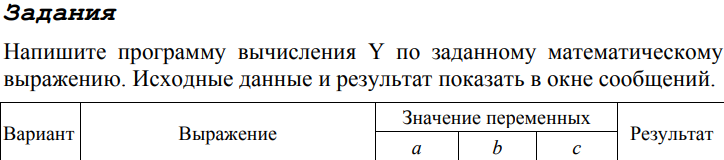 Задания
Напишите программу вычисления Y по заданному математическому
выражению. Исходные данные и результат показать в окне сообщений.
Вариант Выражение Значение переменных Результат
a b c